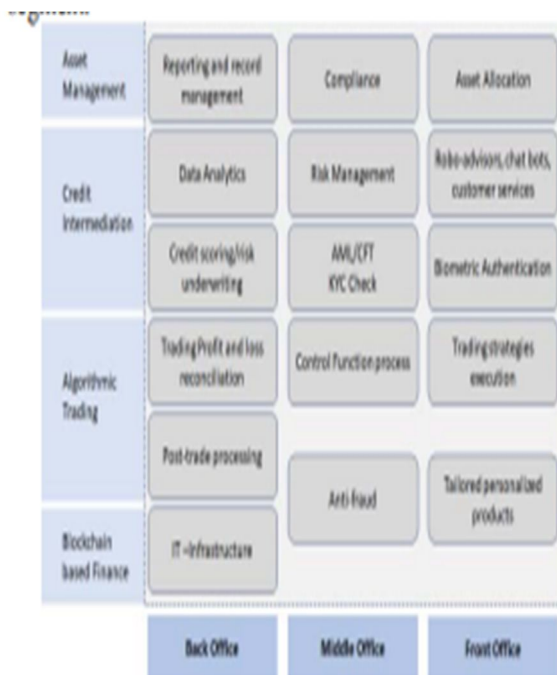 Asset
Management
Reporting and record
management
Compliance
Asset Allocation
Credit
Intermediation
Data Analytics
Risk Management
Robo-advisors, chat bots,
customer services
Credit scoring/risk
underwriting
AML/CFT
KYC Check
Biometric Authentication
Algorithmic
Trading
Trading Profit and loss
reconciliation
Control Function process
Trading strategies
execution
Post-trade processing
Anti-fraud
Tailored personalized
products
Blockchain
based Finance
IT -Infrastructure
Back Office
Middle Office
Front Office